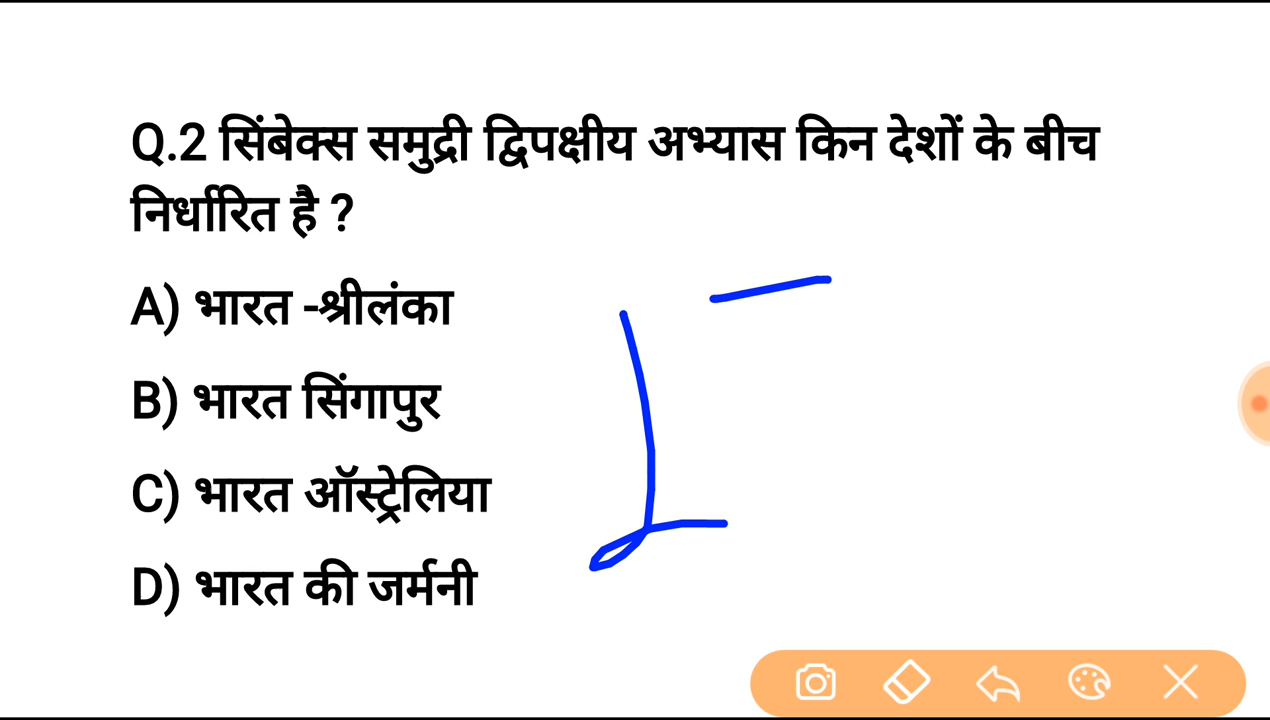 Q.2 सिंबेक्स समुद्री द्विपक्षीय अभ्यास किन देशों के बीच
निर्धारित है ?
A) भारत -श्रीलंका
B) भारत सिंगापुर
C) भारत ऑस्ट्रेलिया
D) भारत की जर्मनी